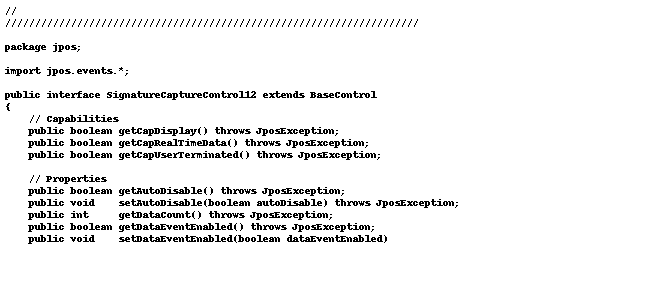 //
//////////////////////////////////////////////////////////////////////
package jpos;
import jpos.events.*;
public interface SignatureCaptureControl12 extends BaseControl
{
    // Capabilities
    public boolean getCapDisplay() throws JposException;
    public boolean getCapRealTimeData() throws JposException;
    public boolean getCapUserTerminated() throws JposException;
    // Properties
    public boolean getAutoDisable() throws JposException;
    public void    setAutoDisable(boolean autoDisable) throws JposException;
    public int     getDataCount() throws JposException;
    public boolean getDataEventEnabled() throws JposException;
    public void    setDataEventEnabled(boolean dataEventEnabled)